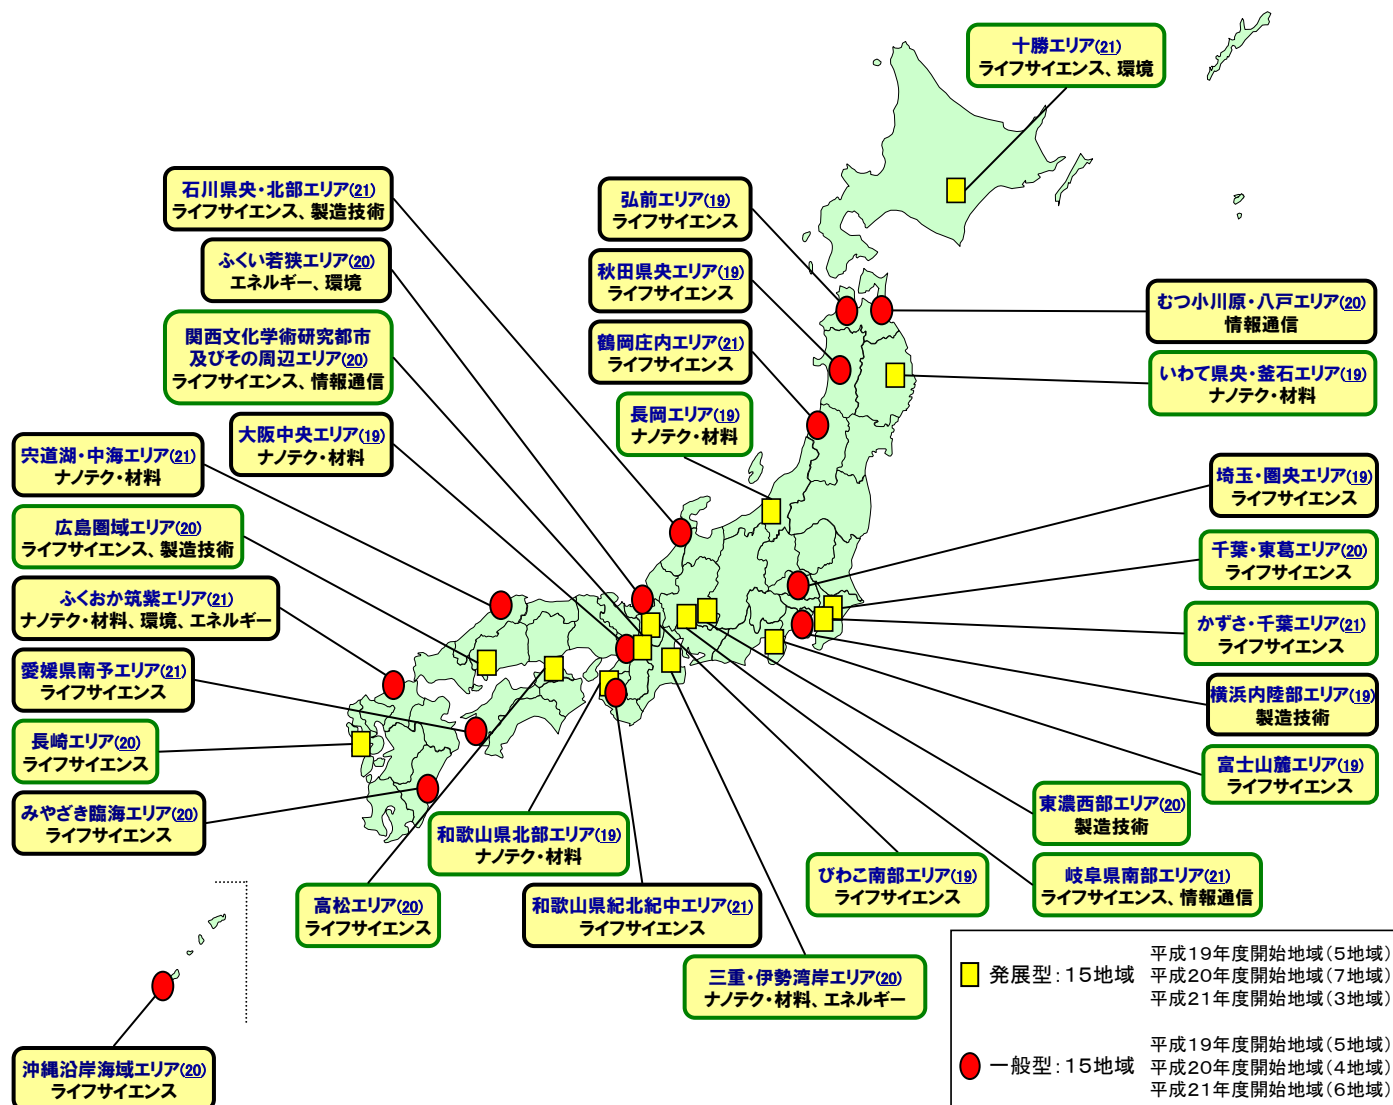 十勝エリア(21)
ライフサイエンス、環境
石川県央・北部エリア(21)
ライフサイエンス、製造技術
ふくい若狭エリア(20)
エネルギー、環境
関西文化学術研究都市
及びその周辺エリア(20)
ライフサイエンス、情報通信
大阪中央エリア(19)
ナノテク・材料
宍道湖・中海エリア(21)
ナノテク・材料
広島圏域エリア(20)
ライフサイエンス、製造技術
ふくおか筑紫エリア(21)
ナノテク・材料、環境、エネルギー
愛媛県南予エリア(21)
ライフサイエンス
長崎エリア(20)
ライフサイエンス
みやざき臨海エリア(20)
ライフサイエンス
弘前エリア(19)
ライフサイエンス
秋田県央エリア(19)
ライフサイエンス
鶴岡庄内エリア(21)
ライフサイエンス
長岡エリア(19)
ナノテク・材料
むつ小川原・八戸エリア(20)
情報通信
いわて県央・釜石エリア(19)
ナノテク・材料
埼玉・圏央エリア(19)
ライフサイエンス
千葉・東葛エリア(20)
ライフサイエンス
かずさ・千葉エリア(21)
ライフサイエンス
横浜内陸部エリア(19)
製造技術
富士山麓エリア(19)
ライフサイエンス
東濃西部エリア(20)
製造技術
岐阜県南部エリア(21)
ライフサイエンス、情報通信
びわこ南部エリア(19)
ライフサイエンス
和歌山県北部エリア(19)
ナノテク・材料
高松エリア(20)
ライフサイエンス
和歌山県紀北紀中エリア(21)
ライフサイエンス
三重・伊勢湾岸エリア(20)
ナノテク・材料、エネルギー
沖縄沿岸海域エリア(20)
ライフサイエンス
発展型：15地域
平成19年度開始地域（5地域）
平成20年度開始地域（7地域）
平成21年度開始地域（3地域）
一般型：15地域
平成19年度開始地域（5地域）
平成20年度開始地域（4地域）
平成21年度開始地域（6地域）